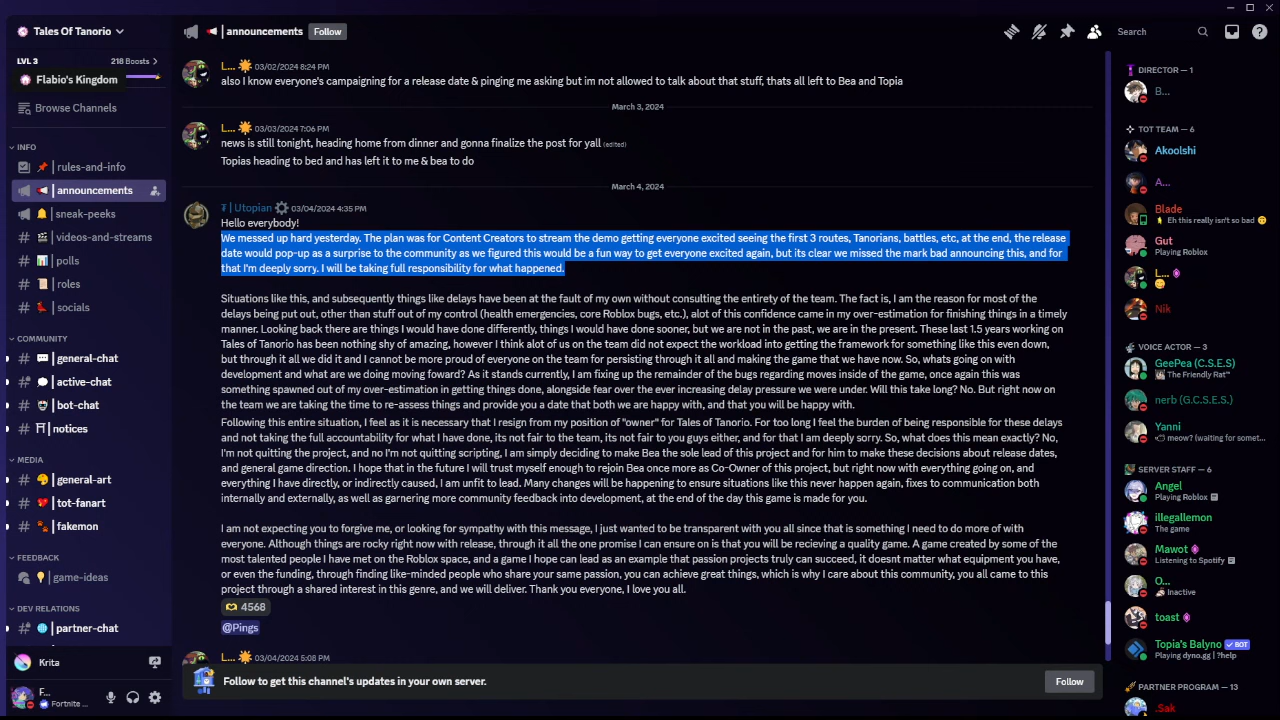 Tales Of Tanorio
LVL 3
218 Boosts
Flabio's Kingdom
Browse Channels
INFO
rules-and-info
announcements
sneak-peeks
videos-and-streams
polls
roles
socials
COMMUNITY
general-chat
active-chat
bot-chat
notices
MEDIA
general-art
tot-fanart
fakemon
FEEDBACK
game-ideas
DEV RELATIONS
partner-chat
Krita
F...
Fortnite ...
announcements
Follow
Search
L... 03/02/2024 8:24 PM
also I know everyone's campaigning for a release date & pinging me asking but im not allowed to talk about that stuff, thats all left to Bea and Topia
March 3, 2024
L... 03/03/2024 7:06 PM
news is still tonight, heading home from dinner and gonna finalize the post for yall (edited)
Topias heading to bed and has left it to me & bea to do
March 4, 2024
₮ | Utopian 03/04/2024 4:35 PM
Hello everybody!
We messed up hard yesterday. The plan was for Content Creators to stream the demo getting everyone excited seeing the first 3 routes, Tanorians, battles, etc, at the end, the release
date would pop-up as a surprise to the community as we figured this would be a fun way to get everyone excited again, but its clear we missed the mark bad announcing this, and for
that I'm deeply sorry. I will be taking full responsibility for what happened.
Situations like this, and subsequently things like delays have been at the fault of my own without consulting the entirety of the team. The fact is, I am the reason for most of the
delays being put out, other than stuff out of my control (health emergencies, core Roblox bugs, etc.), alot of this confidence came in my over-estimation for finishing things in a timely
manner. Looking back there are things I would have done differently, things I would have done sooner, but we are not in the past, we are in the present. These last 1.5 years working on
Tales of Tanorio has been nothing shy of amazing, however I think alot of us on the team did not expect the workload into getting the framework for something like this even down,
but through it all we did it and I cannot be more proud of everyone on the team for persisting through it all and making the game that we have now. So, whats going on with
development and what are we doing moving foward? As it stands currently, I am fixing up the remainder of the bugs regarding moves inside of the game, once again this was
something spawned out of my over-estimation in getting things done, alongside fear over the ever increasing delay pressure we were under. Will this take long? No. But right now on
the team we are taking the time to re-assess things and provide you a date that both we are happy with, and that you will be happy with.
Following this entire situation, I feel as it is necessary that I resign from my position of "owner" for Tales of Tanorio. For too long I feel the burden of being responsible for these delays
and not taking the full accountability for what I have done, its not fair to the team, its not fair to you guys either, and for that I am deeply sorry. So, what does this mean exactly? No,
I'm not quitting the project, and no I'm not quitting scripting, I am simply deciding to make Bea the sole lead of this project and for him to make these decisions about release dates,
and general game direction. I hope that in the future I will trust myself enough to rejoin Bea once more as Co-Owner of this project, but right now with everything going on, and
everything I have directly, or indirectly caused, I am unfit to lead. Many changes will be happening to ensure situations like this never happen again, fixes to communication both
internally and externally, as well as garnering more community feedback into development, at the end of the day this game is made for you.
I am not expecting you to forgive me, or looking for sympathy with this message, I just wanted to be transparent with you all since that is something I need to do more of with
everyone. Although things are rocky right now with release, through it all the one promise I can ensure on is that you will be recieving a quality game. A game created by some of the
most talented people I have met on the Roblox space, and a game I hope can lead as an example that passion projects truly can succeed, it doesnt matter what equipment you have,
or even the funding, through finding like-minded people who share your same passion, you can achieve great things, which is why I care about this community, you all came to this
project through a shared interest in this genre, and we will deliver. Thank you everyone, I love you all.
4568
@Pings
L... 03/04/2024 5:08 PM
Follow to get this channel's updates in your own server.
Follow
DIRECTOR — 1
B...
TOT TEAM — 6
Akoolshi
A...
Blade
Eh this really isn't so bad
Gut
Playing Roblox
L...
Nik
VOICE ACTOR — 3
GeePea (C.S.E.S)
The Friendly Rat™
nerb (G.C.S.E.S.)
Yanni
meow? (waiting for somet...
SERVER STAFF — 6
Angel
Playing Roblox
illegallemon
The game
Mawot
Listening to Spotify
O...
Inactive
toast
Topia's Balyno BOT
Playing dyno.gg | ?help
PARTNER PROGRAM — 13
.Sak